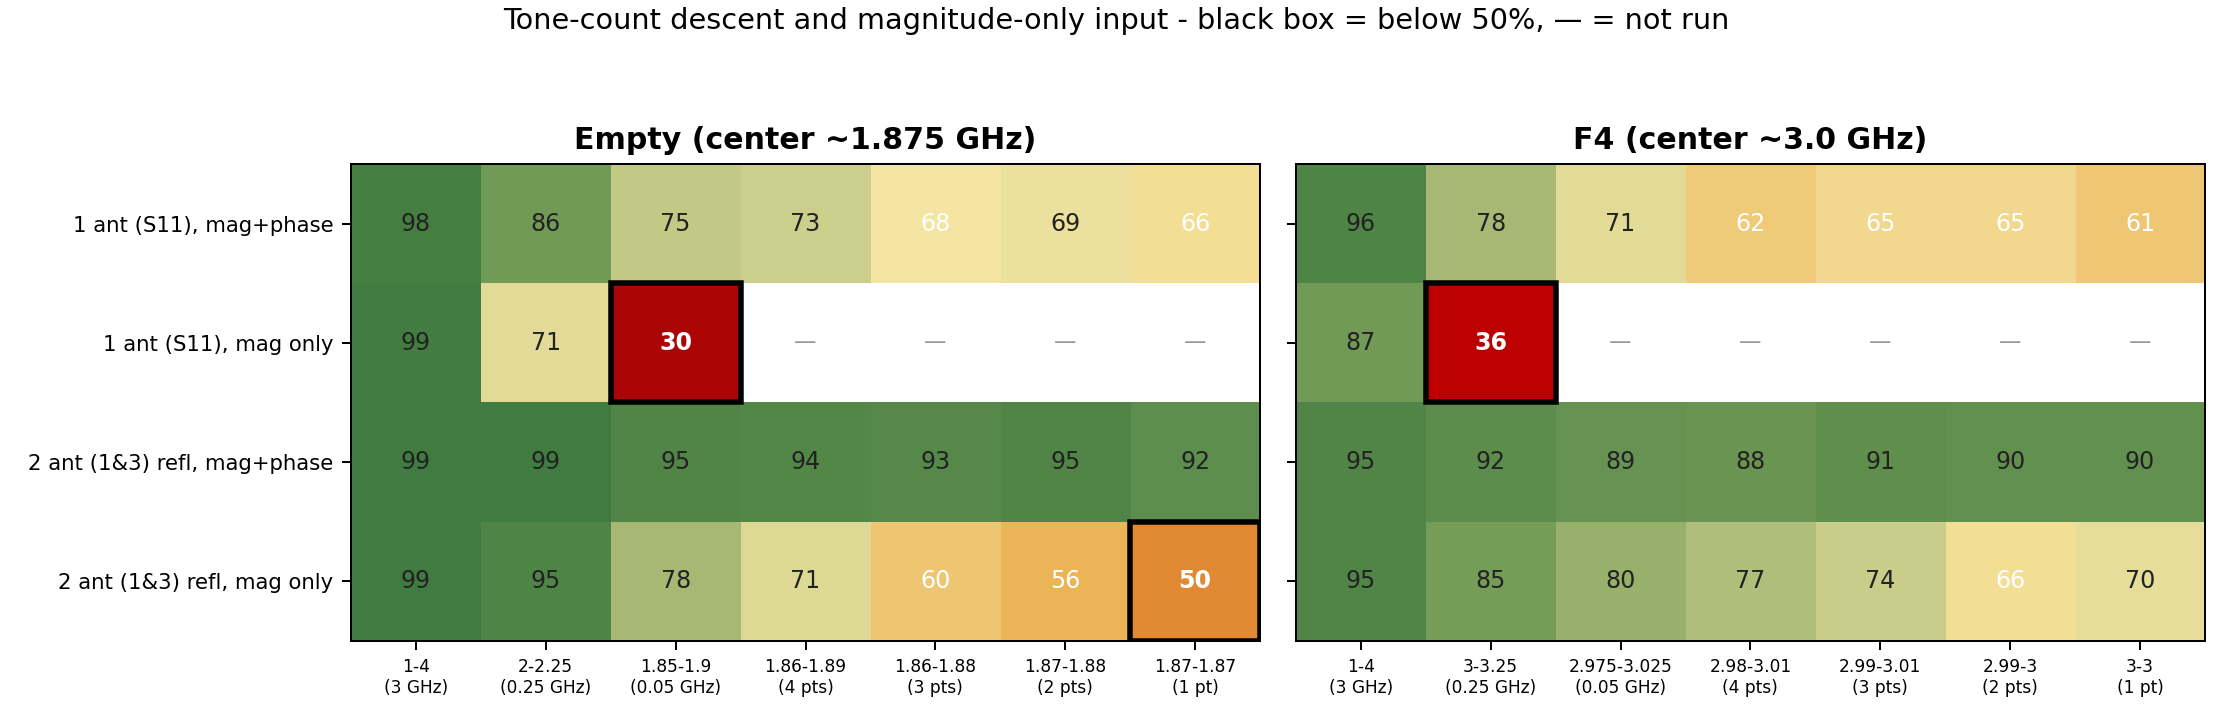 Tone-count descent and magnitude-only input - black box = below 50%, — = not run
Empty (center ~1.875 GHz)
F4 (center ~3.0 GHz)
1 ant (S11), mag+phase
98 86 75 73 68 69 66
96 78 71 62 65 65 61
1 ant (S11), mag only
99 71 30 — — — —
87 36 — — — — —
2 ant (1&3) refl, mag+phase
99 99 95 94 93 95 92
95 92 89 88 91 90 90
2 ant (1&3) refl, mag only
99 95 78 71 60 56 50
95 85 80 77 74 66 70
1-4 2-2.25 1.85-1.9 1.86-1.89 1.86-1.88 1.87-1.88 1.87-1.87
(3 GHz) (0.25 GHz) (0.05 GHz) (4 pts) (3 pts) (2 pts) (1 pt)
1-4 3-3.25 2.975-3.025 2.98-3.01 2.99-3.01 2.99-3 3-3
(3 GHz) (0.25 GHz) (0.05 GHz) (4 pts) (3 pts) (2 pts) (1 pt)